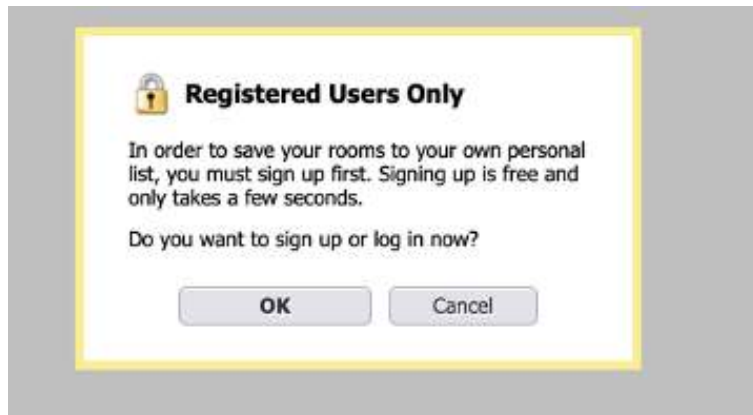 Registered Users Only
In order to save your rooms to your own personal
list, you must sign up first. Signing up is free and
only takes a few seconds.
Do you want to sign up or log in now?
OK
Cancel